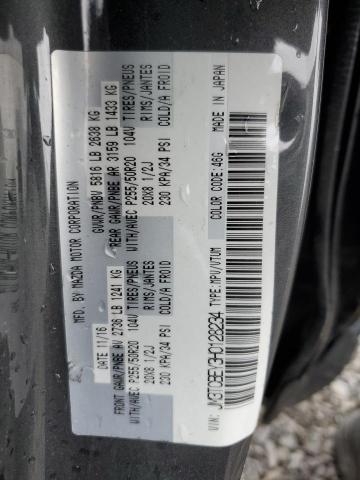 MFD. BY MAZDA MOTOR CORPORATION
DATE 11/16 GVWR/PNBV 5816 LB 2638 KG
FRONT GAWR/PNBE AV 2736 LB 1241 KG REAR GAWR/PNBE AR 3159 LB 1433 KG
WITH/AVEC P255/50R20 104V TIRES/PNEUS WITH/AVEC P255/50R20 104V TIRES/PNEUS
20X8 1/2J RIMS/JANTES 20X8 1/2J RIMS/JANTES
230 KPA/34 PSI COLD/A FROID 230 KPA/34 PSI COLD/A FROID
VIN: JM3TCBEY3H0128234 TYPE:MPV/VTUM COLOR CODE: 46G MADE IN JAPAN